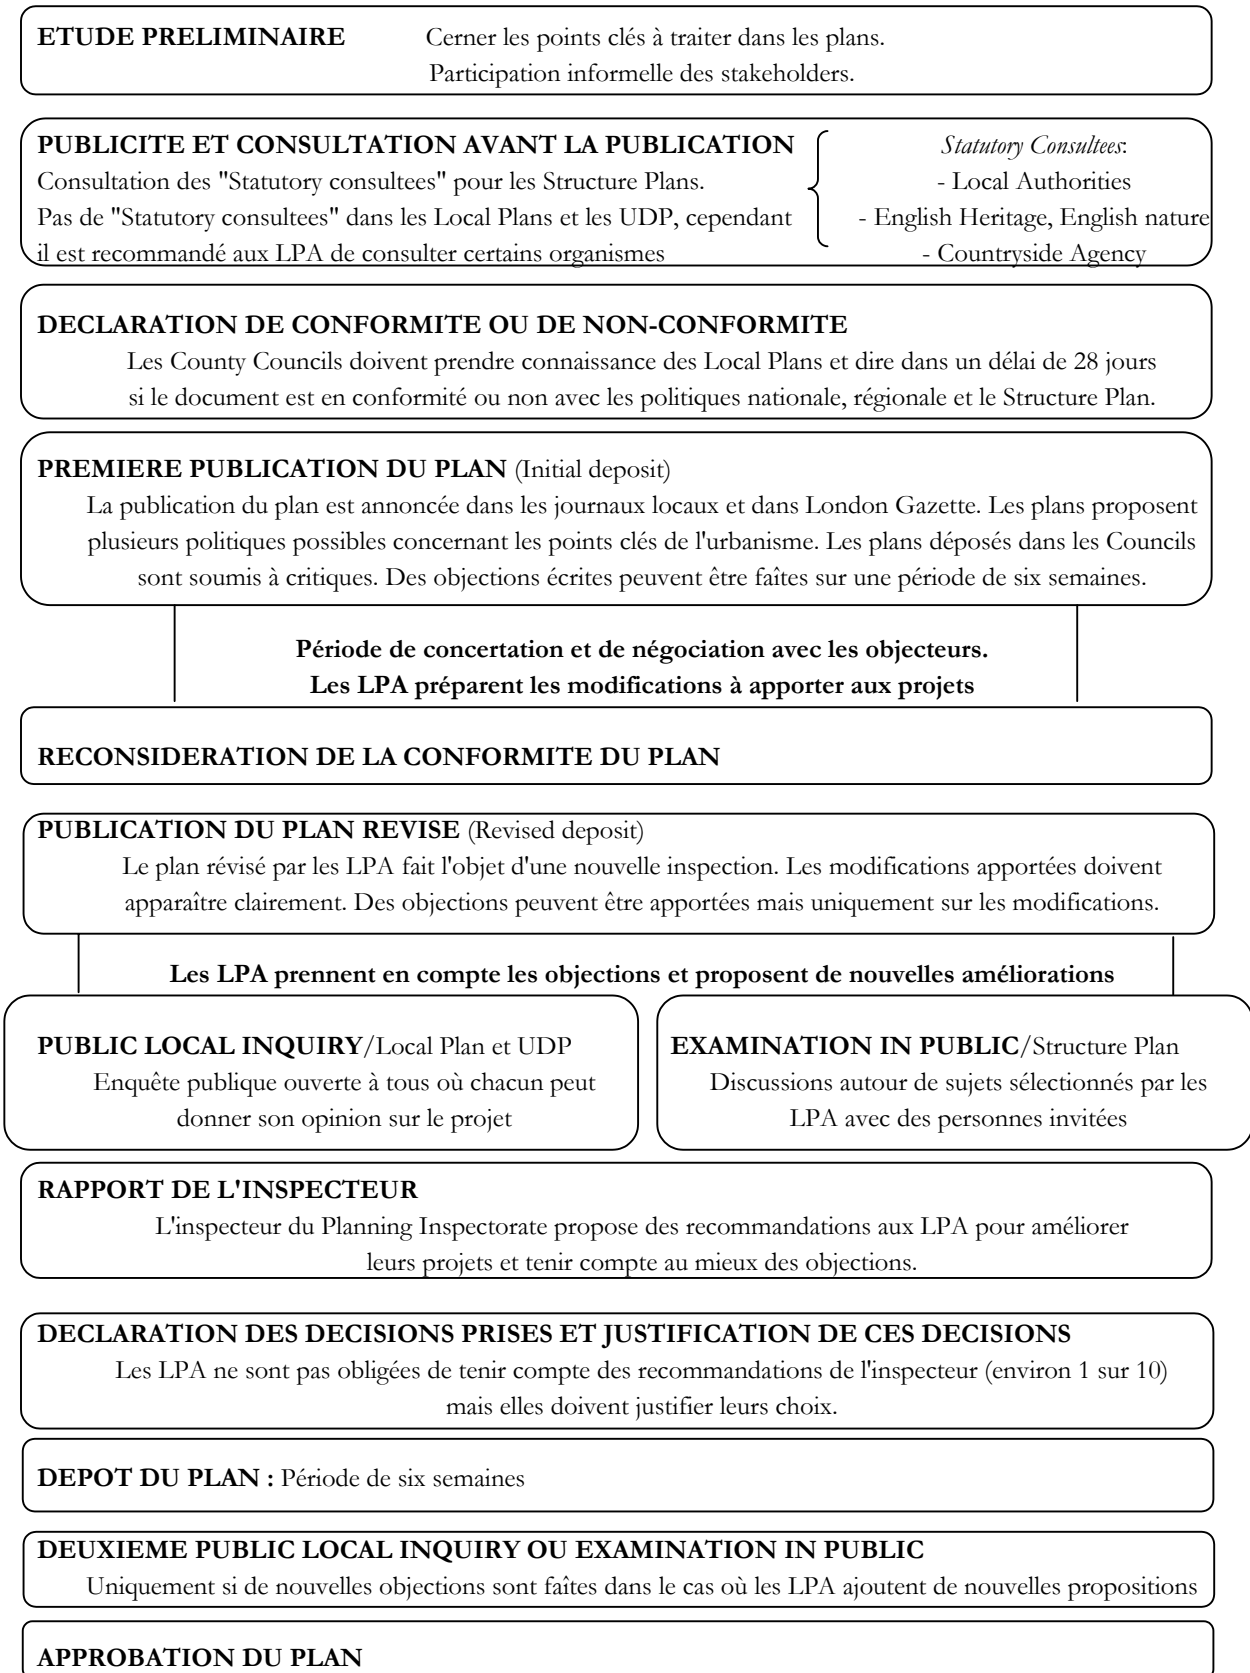 ETUDE PRELIMINAIRE Cerner les points clés à traiter dans les plans.
Participation informelle des stakeholders.
PUBLICITE ET CONSULTATION AVANT LA PUBLICATION
Consultation des "Statutory consultees" pour les Structure Plans.
Pas de "Statutory consultees" dans les Local Plans et les UDP, cependant
il est recommandé aux LPA de consulter certains organismes
Statutory Consultees:
- Local Authorities
- English Heritage, English nature
- Countryside Agency
DECLARATION DE CONFORMITE OU DE NON-CONFORMITE
Les County Councils doivent prendre connaissance des Local Plans et dire dans un délai de 28 jours
si le document est en conformité ou non avec les politiques nationale, régionale et le Structure Plan.
PREMIERE PUBLICATION DU PLAN (Initial deposit)
La publication du plan est annoncée dans les journaux locaux et dans London Gazette. Les plans proposent
plusieurs politiques possibles concernant les points clés de l'urbanisme. Les plans déposés dans les Councils
sont soumis à critiques. Des objections écrites peuvent être faîtes sur une période de six semaines.
Période de concertation et de négociation avec les objecteurs.
Les LPA préparent les modifications à apporter aux projets
RECONSIDERATION DE LA CONFORMITE DU PLAN
PUBLICATION DU PLAN REVISE (Revised deposit)
Le plan révisé par les LPA fait l'objet d'une nouvelle inspection. Les modifications apportées doivent
apparaître clairement. Des objections peuvent être apportées mais uniquement sur les modifications.
Les LPA prennent en compte les objections et proposent de nouvelles améliorations
PUBLIC LOCAL INQUIRY/Local Plan et UDP
Enquête publique ouverte à tous où chacun peut
donner son opinion sur le projet
EXAMINATION IN PUBLIC/Structure Plan
Discussions autour de sujets sélectionnés par les
LPA avec des personnes invitées
RAPPORT DE L'INSPECTEUR
L'inspecteur du Planning Inspectorate propose des recommandations aux LPA pour améliorer
leurs projets et tenir compte au mieux des objections.
DECLARATION DES DECISIONS PRISES ET JUSTIFICATION DE CES DECISIONS
Les LPA ne sont pas obligées de tenir compte des recommandations de l'inspecteur (environ 1 sur 10)
mais elles doivent justifier leurs choix.
DEPOT DU PLAN : Période de six semaines
DEUXIEME PUBLIC LOCAL INQUIRY OU EXAMINATION IN PUBLIC
Uniquement si de nouvelles objections sont faîtes dans le cas où les LPA ajoutent de nouvelles propositions
APPROBATION DU PLAN